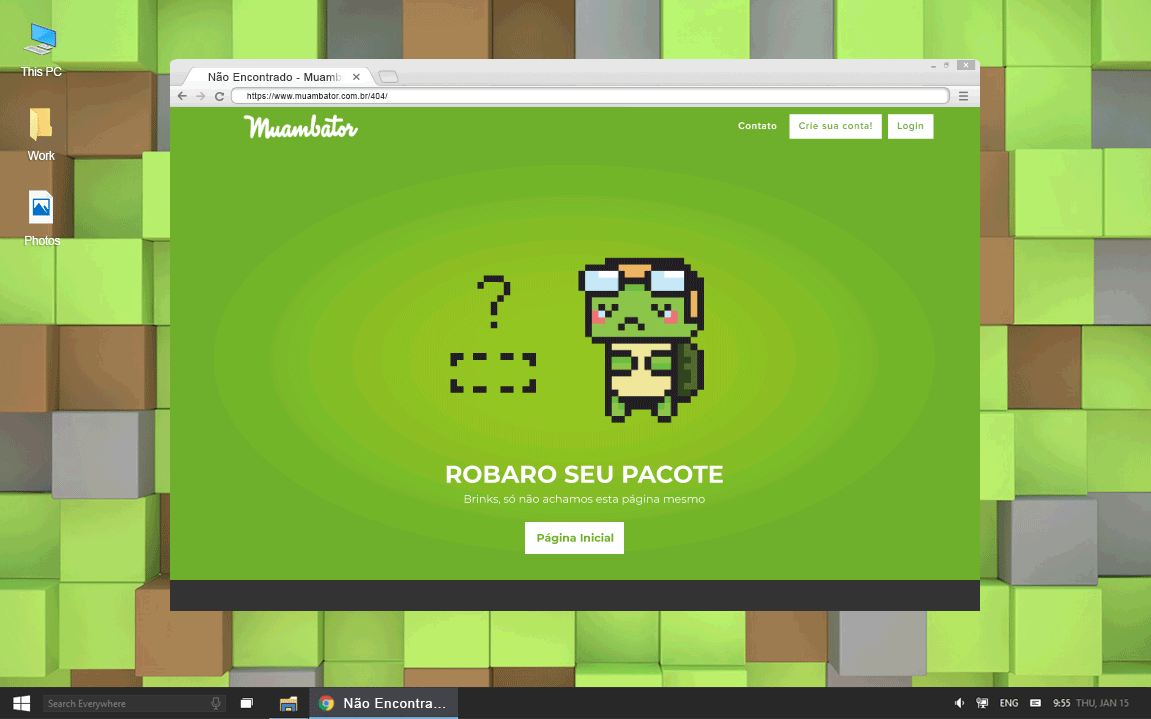 This PC
Work
Photos
Não Encontrado - Muamb
https://www.muambator.com.br/404/
Muambator
Contato
Crie sua conta!
Login
?
ROBARO SEU PACOTE
Brinks, só não achamos esta página mesmo
Página Inicial
Search Everywhere
Não Encontra...
ENG
9:55 THU, JAN 15